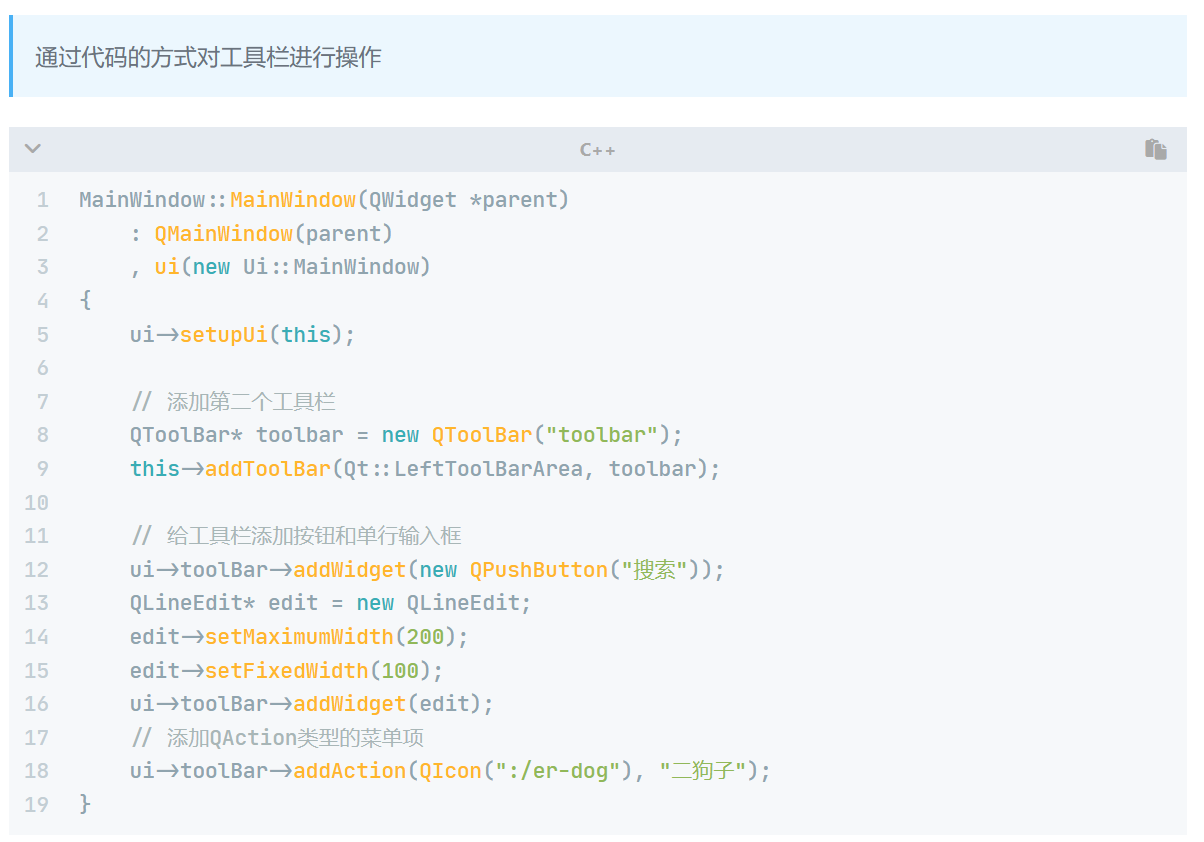 通过代码的方式对工具栏进行操作
C++
1 MainWindow::MainWindow(QWidget *parent)
2     : QMainWindow(parent)
3     , ui(new Ui::MainWindow)
4 {
5     ui->setupUi(this);
6
7     // 添加第二个工具栏
8     QToolBar* toolbar = new QToolBar("toolbar");
9     this->addToolBar(Qt::LeftToolBarArea, toolbar);
10
11     // 给工具栏添加按钮和单行输入框
12     ui->toolBar->addWidget(new QPushButton("搜索"));
13     QLineEdit* edit = new QLineEdit;
14     edit->setMaximumWidth(200);
15     edit->setFixedWidth(100);
16     ui->toolBar->addWidget(edit);
17     // 添加QAction类型的菜单项
18     ui->toolBar->addAction(QIcon(":/er-dog"), "二狗子");
19 }